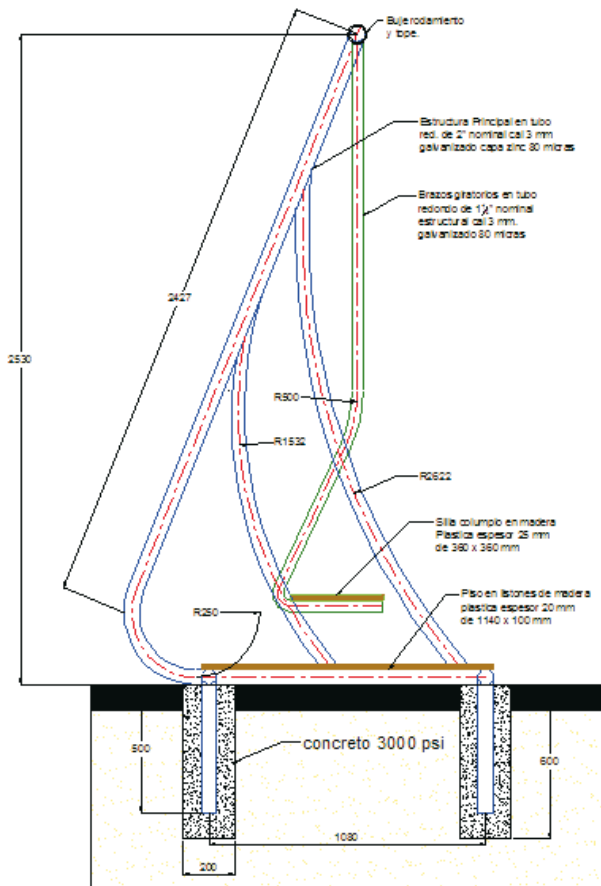 Buje rodamiento
y tope.
Estructura Principal en tubo
red. de 2" nominal cal 3 mm
galvanizado capa zinc 80 micras
Brazos giratorios en tubo
redondo de 1½" nominal
estructural cal 3 mm.
galvanizado 80 micras
2427
2530
R500
R1532
R2622
Silla columpio en madera
Plastica espesor 25 mm
de 360 x 360 mm
R250
Piso en listones de madera
plastica espesor 20 mm
de 1140 x 100 mm
500
concreto 3000 psi
600
1080
200